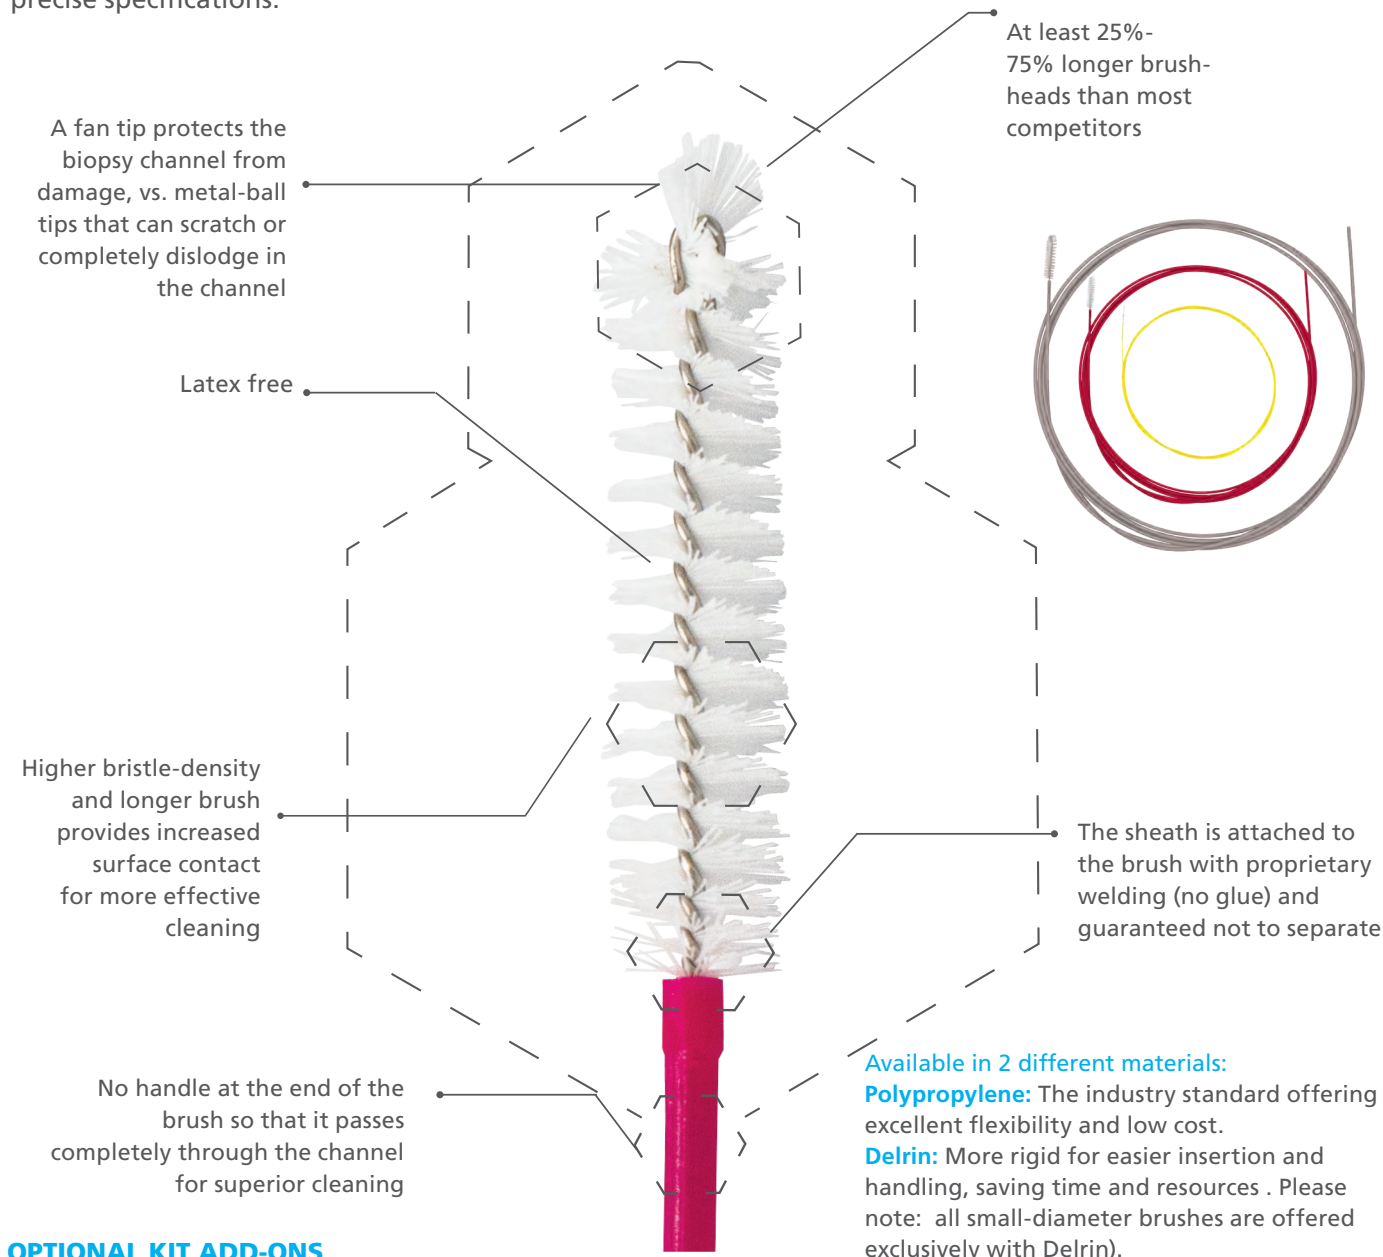 precise specifications.
At least 25%-
75% longer brush-
heads than most
competitors
A fan tip protects the
biopsy channel from
damage, vs. metal-ball
tips that can scratch or
completely dislodge in
the channel
Latex free
Higher bristle-density
and longer brush
provides increased
surface contact
for more effective
cleaning
The sheath is attached to
the brush with proprietary
welding (no glue) and
guaranteed not to separate
No handle at the end of the
brush so that it passes
completely through the channel
for superior cleaning
Available in 2 different materials:
Polypropylene: The industry standard offering
excellent flexibility and low cost.
Delrin: More rigid for easier insertion and
handling, saving time and resources . Please
note:  all small-diameter brushes are offered
exclusively with Delrin).
OPTIONAL KIT ADD-ONS